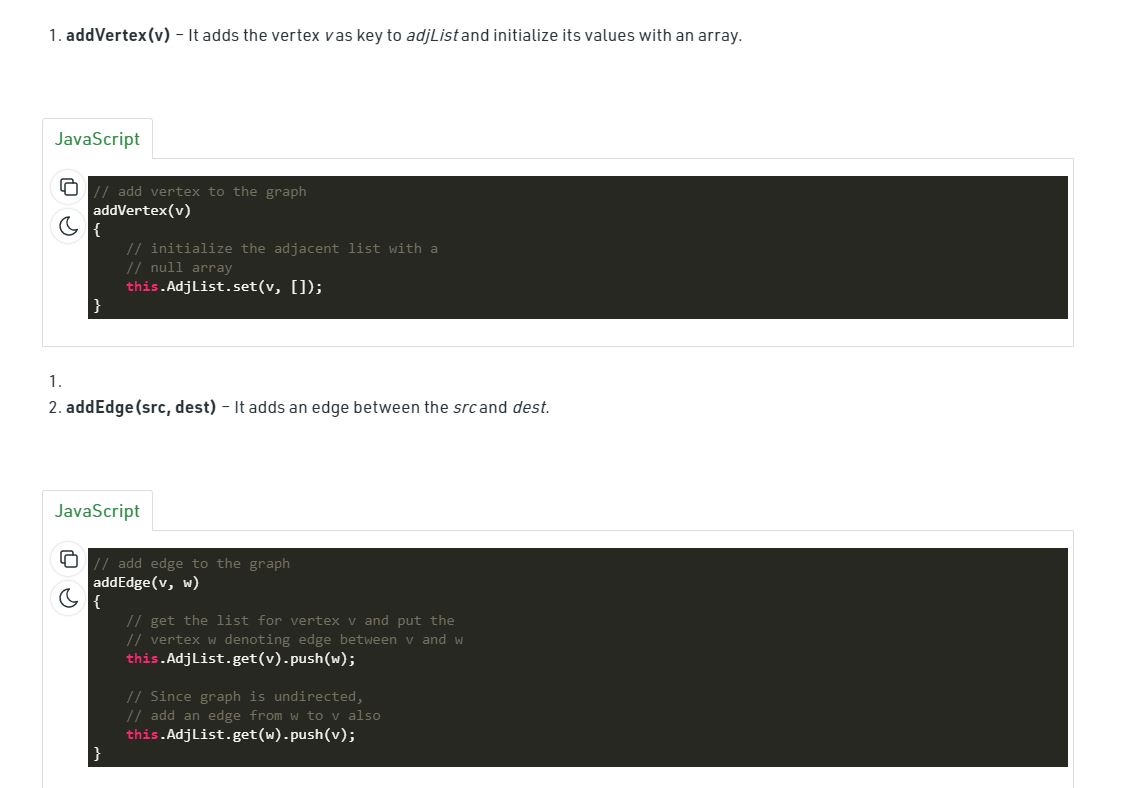 1. addVertex(v) – It adds the vertex v as key to adjList and initialize its values with an array.
JavaScript
// add vertex to the graph
addVertex(v)
{
    // initialize the adjacent list with a
    // null array
    this.AdjList.set(v, []);
}
1.
2. addEdge(src, dest) – It adds an edge between the src and dest.
JavaScript
// add edge to the graph
addEdge(v, w)
{
    // get the list for vertex v and put the
    // vertex w denoting edge between v and w
    this.AdjList.get(v).push(w);
    // Since graph is undirected,
    // add an edge from w to v also
    this.AdjList.get(w).push(v);
}